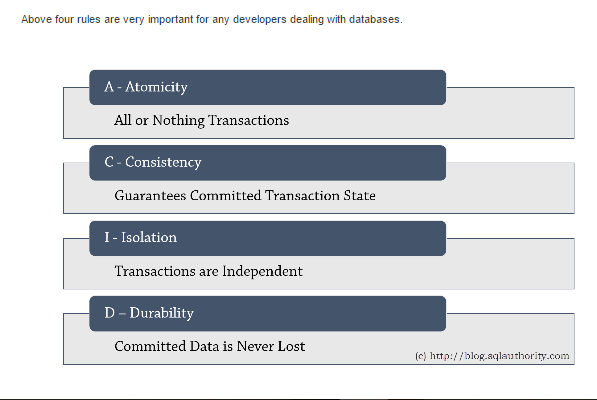 Above four rules are very important for any developers dealing with databases.
A - Atomicity
All or Nothing Transactions
C - Consistency
Guarantees Committed Transaction State
I - Isolation
Transactions are Independent
D – Durability
Committed Data is Never Lost
(c) http://blog.sqlauthority.com